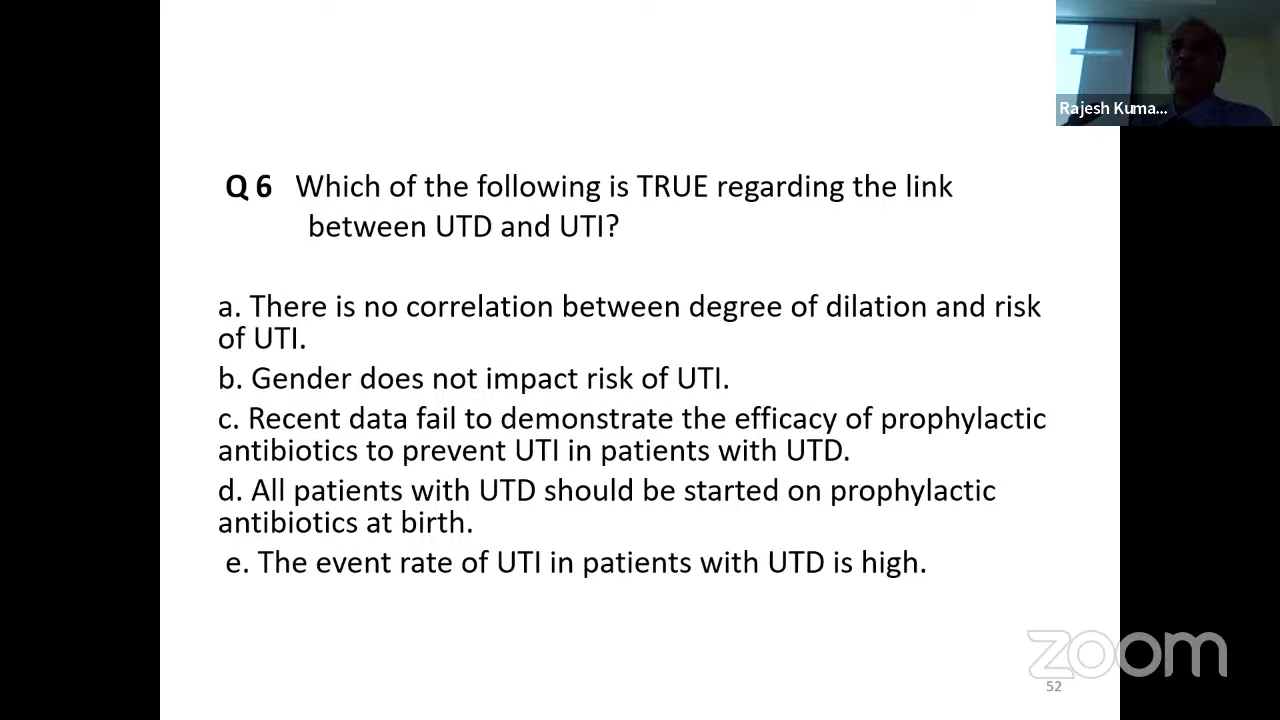 Rajesh Kuma...
Q 6 Which of the following is TRUE regarding the link
between UTD and UTI?
a. There is no correlation between degree of dilation and risk
of UTI.
b. Gender does not impact risk of UTI.
c. Recent data fail to demonstrate the efficacy of prophylactic
antibiotics to prevent UTI in patients with UTD.
d. All patients with UTD should be started on prophylactic
antibiotics at birth.
e. The event rate of UTI in patients with UTD is high.
zoom
52